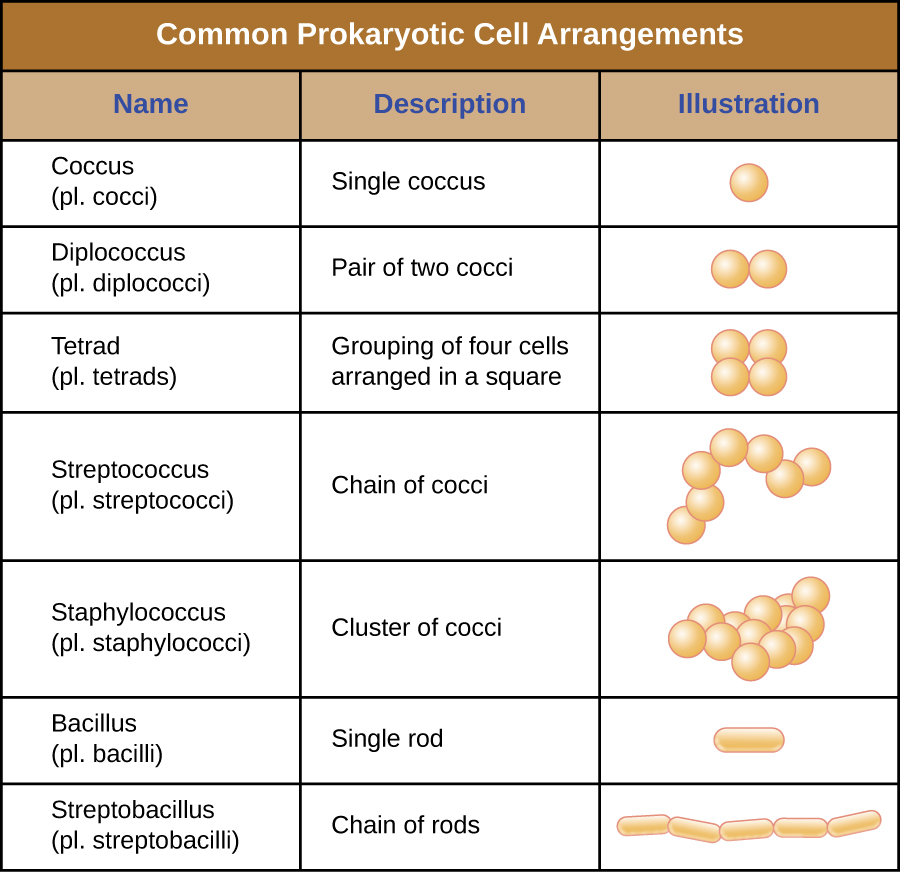 Common Prokaryotic Cell Arrangements
Name
Description
Illustration
Coccus
(pl. cocci)
Single coccus
Diplococcus
(pl. diplococci)
Pair of two cocci
Tetrad
(pl. tetrads)
Grouping of four cells
arranged in a square
Streptococcus
(pl. streptococci)
Chain of cocci
Staphylococcus
(pl. staphylococci)
Cluster of cocci
Bacillus
(pl. bacilli)
Single rod
Streptobacillus
(pl. streptobacilli)
Chain of rods